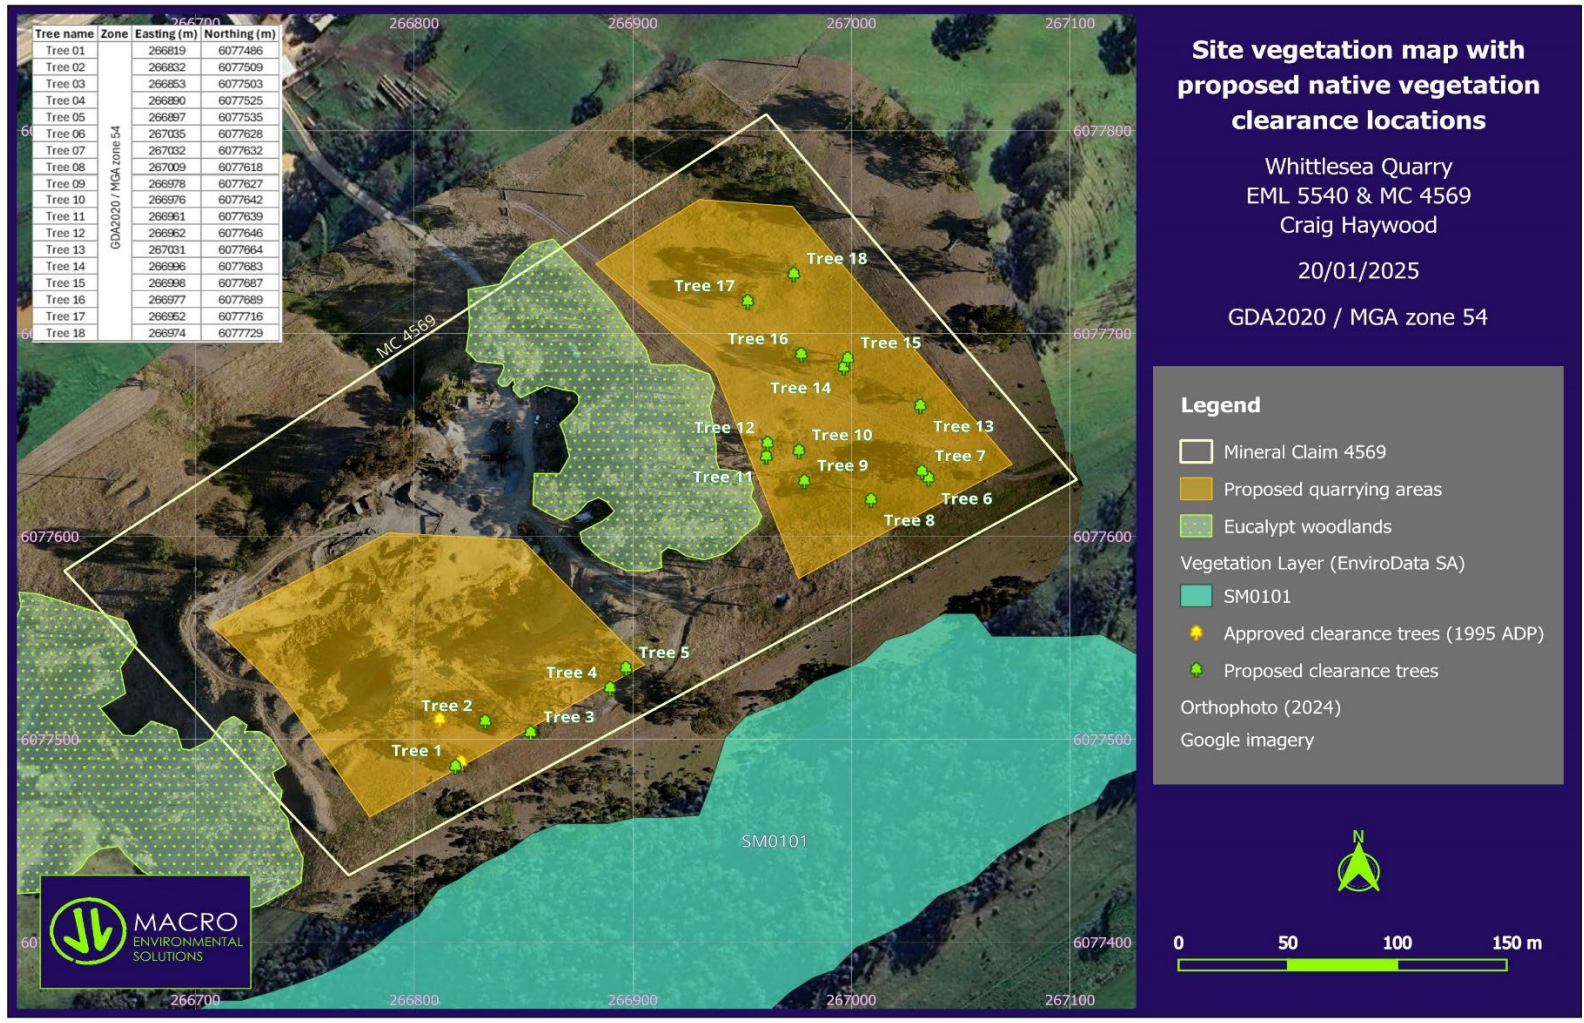 266700 266800 266900 267000 267100
Tree name Zone Easting (m) Northing (m)
GDA2020 / MGA zone 54
Tree 01 266819 6077486
Tree 02 266832 6077509
Tree 03 266853 6077503
Tree 04 266890 6077525
Tree 05 266897 6077535
Tree 06 267035 6077628
Tree 07 267032 6077632
Tree 08 267009 6077618
Tree 09 266978 6077627
Tree 10 266976 6077642
Tree 11 266961 6077639
Tree 12 266962 6077646
Tree 13 267031 6077664
Tree 14 266996 6077683
Tree 15 266998 6077687
Tree 16 266977 6077689
Tree 17 266952 6077716
Tree 18 266974 6077729
6077800
Tree 18
Tree 17
MC 4569
6077700
Tree 16
Tree 15
Tree 14
Tree 13
Tree 12
Tree 10
Tree 9
Tree 7
Tree 11
Tree 6
Tree 8
6077600
6077600
Tree 5
Tree 4
Tree 2
Tree 3
Tree 1
6077500
6077500
SM0101
6077400
MACRO
ENVIRONMENTAL
SOLUTIONS
266700 266800 266900 267000 267100
Site vegetation map with
proposed native vegetation
clearance locations
Whittlesea Quarry
EML 5540 & MC 4569
Craig Haywood
20/01/2025
GDA2020 / MGA zone 54
Legend
Mineral Claim 4569
Proposed quarrying areas
Eucalypt woodlands
Vegetation Layer (EnviroData SA)
SM0101
Approved clearance trees (1995 ADP)
Proposed clearance trees
Orthophoto (2024)
Google imagery
N
0 50 100 150 m